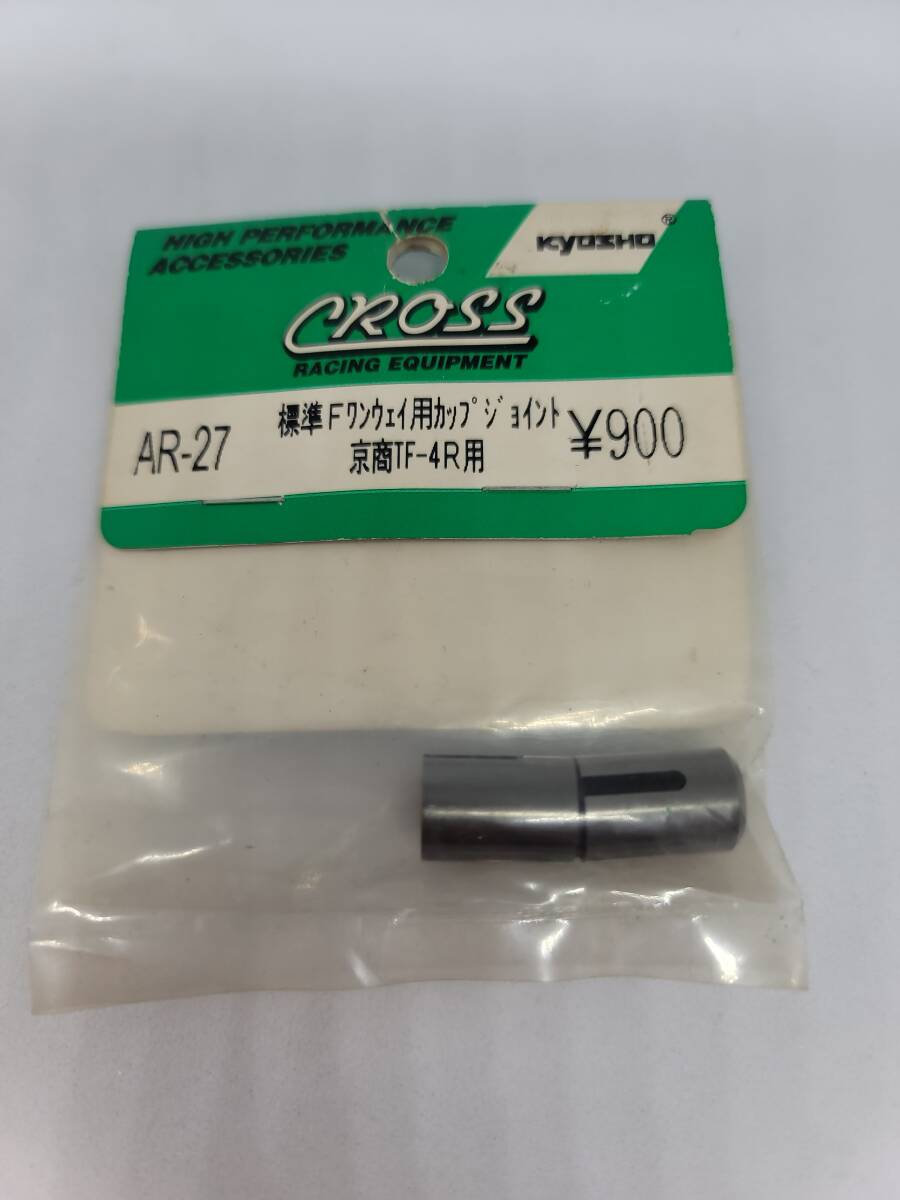 HIGH PERFORMANCE
ACCESSORIES
KYOSHO®
CROSS
RACING EQUIPMENT
AR-27
標準Fﾜﾝｳｪｲ用ｶｯﾌﾟｼﾞｮｲﾝﾄ
京商TF-4R用
¥900